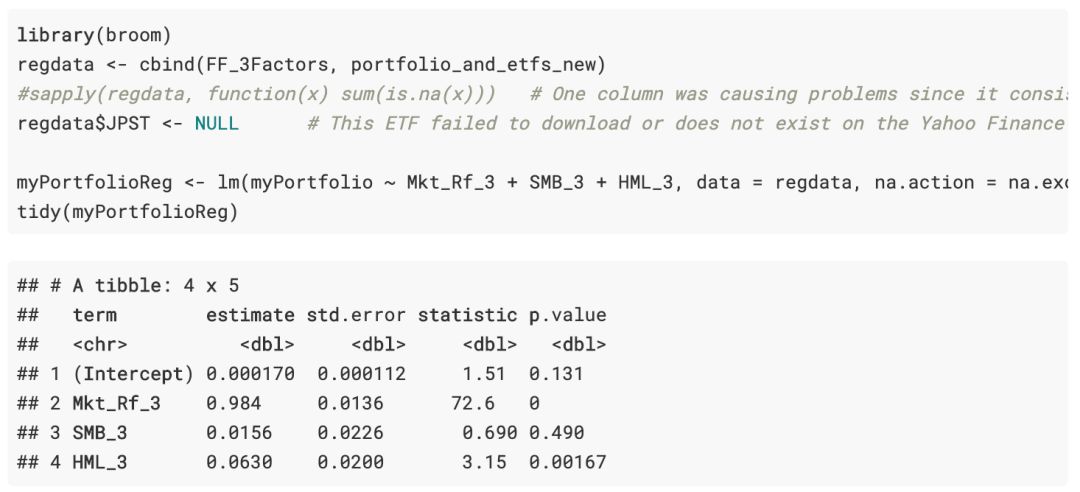 library(broom)
regdata <- cbind(FF_3Factors, portfolio_and_etfs_new)
#sapply(regdata, function(x) sum(is.na(x)))   # One column was causing problems since it consis
regdata$JPST <- NULL      # This ETF failed to download or does not exist on the Yahoo Finance
myPortfolioReg <- lm(myPortfolio ~ Mkt_Rf_3 + SMB_3 + HML_3, data = regdata, na.action = na.exc
tidy(myPortfolioReg)
## # A tibble: 4 x 5
##   term        estimate std.error statistic p.value
##   <chr>          <dbl>     <dbl>     <dbl>   <dbl>
## 1 (Intercept) 0.000170  0.000112     1.51  0.131
## 2 Mkt_Rf_3    0.984     0.0136    72.6   0
## 3 SMB_3       0.0156    0.0226     0.690 0.490
## 4 HML_3       0.0630    0.0200     3.15  0.00167